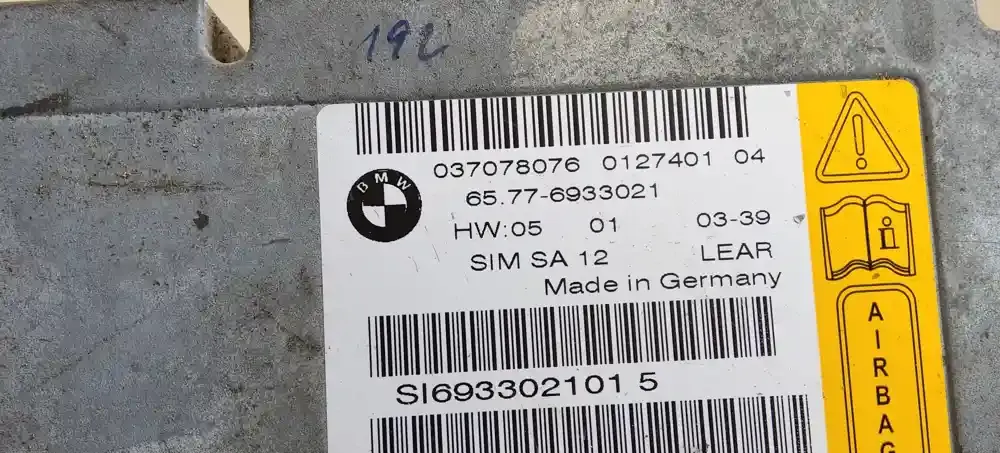 192
037078076 0127401 04
BMW
65.77-6933021
HW:05 01 03-39
SIM SA 12 LEAR
Made in Germany
SI693302101 5
AIRBAG